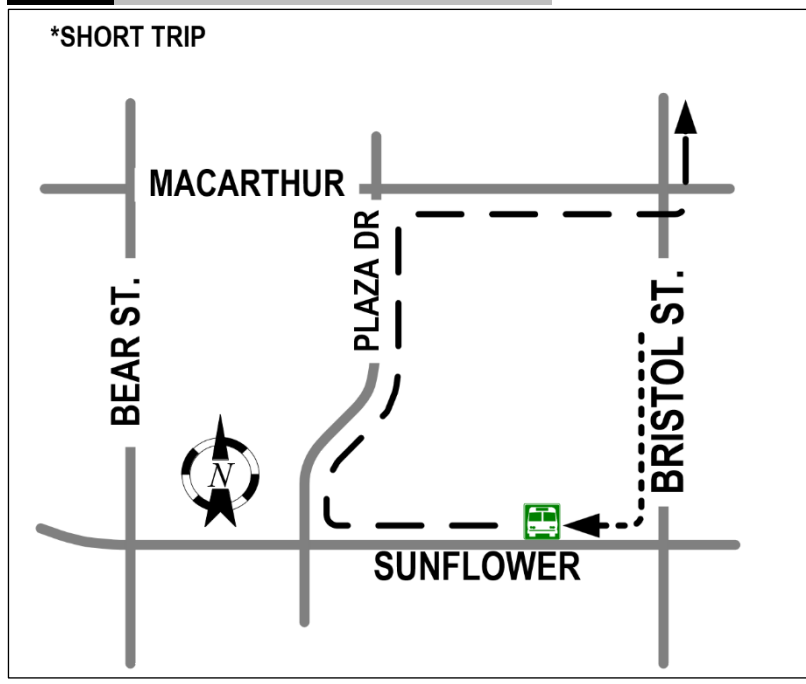 *SHORT TRIP
MACARTHUR
PLAZA DR
BEAR ST.
BRISTOL ST.
N
SUNFLOWER